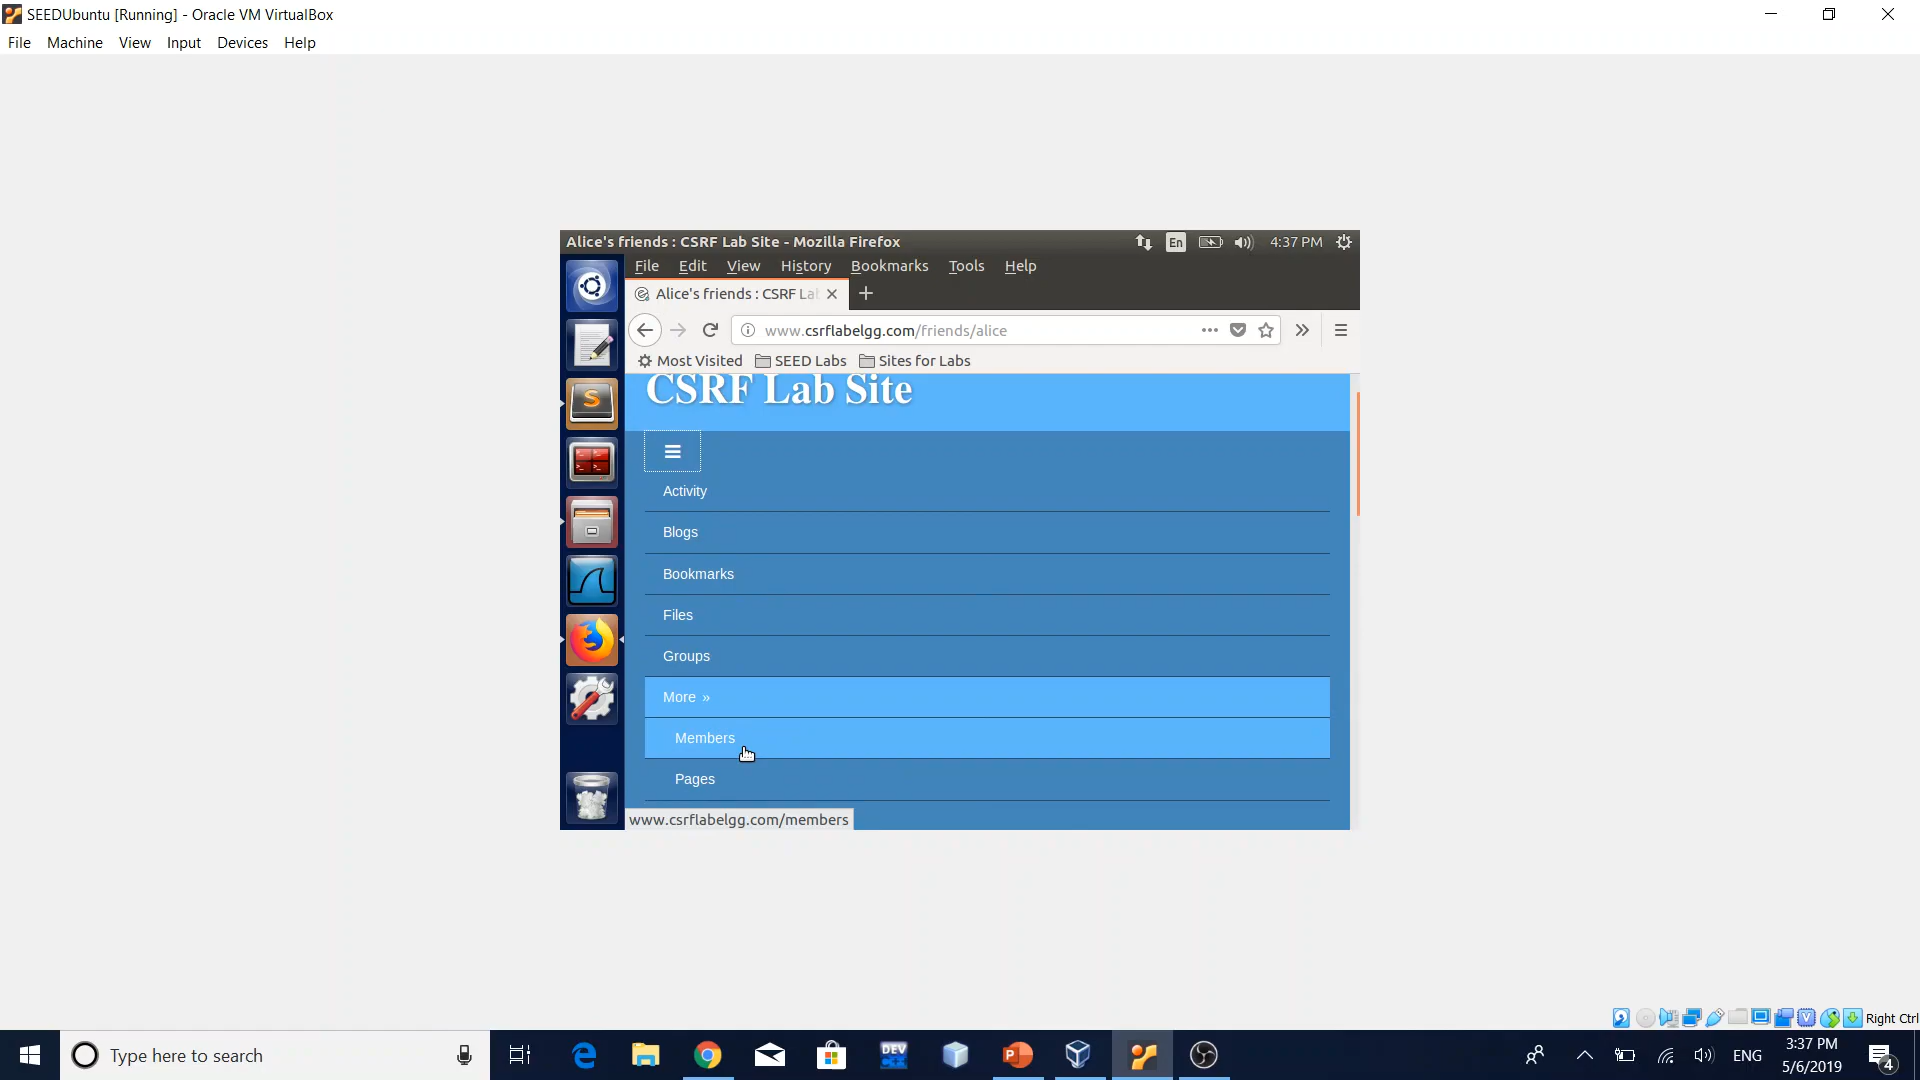 SEEDUbuntu [Running] - Oracle VM VirtualBox
File Machine View Input Devices Help
Alice's friends : CSRF Lab Site - Mozilla Firefox
En
4:37 PM
File Edit View History Bookmarks Tools Help
Alice's friends : CSRF La
www.csrflabelgg.com/friends/alice
Most Visited SEED Labs Sites for Labs
CSRF Lab Site
Activity
Blogs
Bookmarks
Files
Groups
More »
Members
Pages
www.csrflabelgg.com/members
Right Ctrl
Type here to search
DEV
ENG
3:37 PM
5/6/2019
4